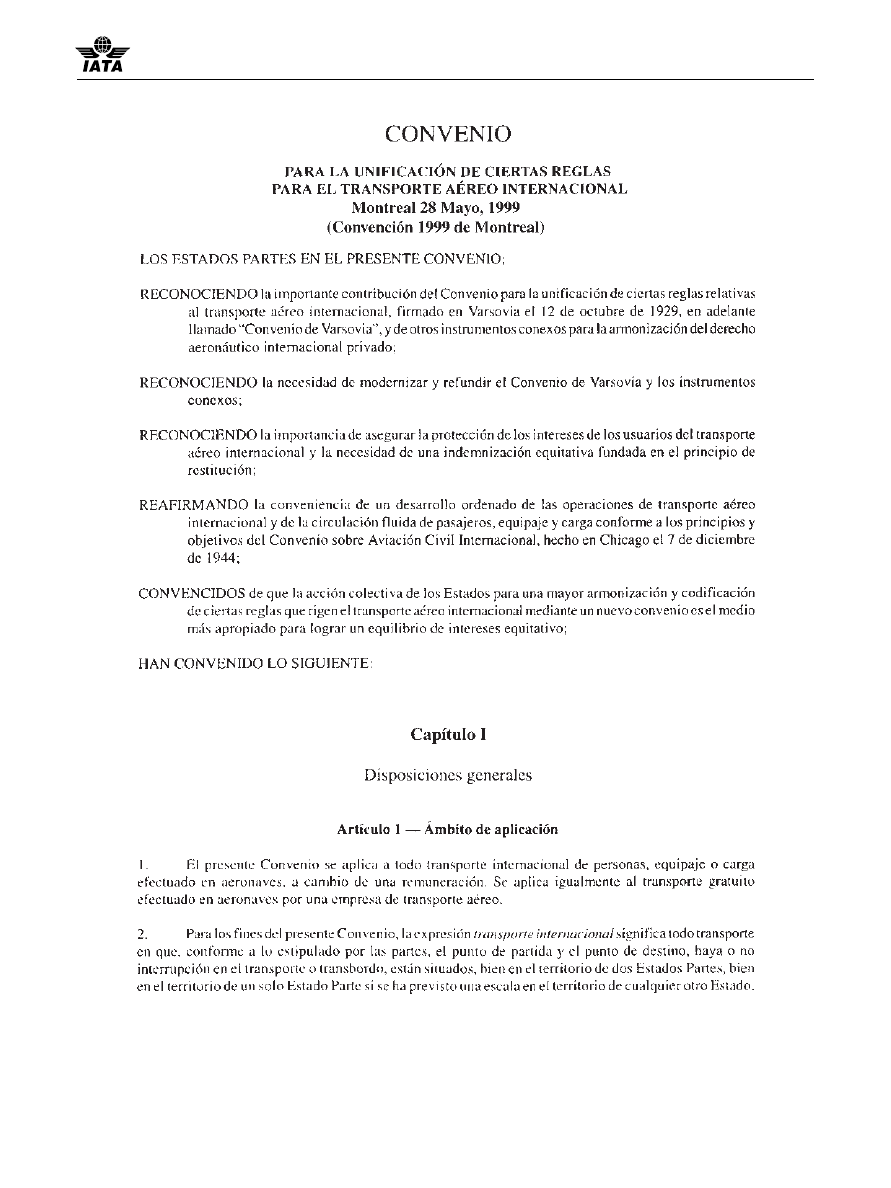 IATA
CONVENIO
PARA LA UNIFICACIÓN DE CIERTAS REGLAS
PARA EL TRANSPORTE AÉREO INTERNACIONAL
Montreal 28 Mayo, 1999
(Convención 1999 de Montreal)
LOS ESTADOS PARTES EN EL PRESENTE CONVENIO;
RECONOCIENDO la importante contribución del Convenio para la unificación de ciertas reglas relativas
al transporte aéreo internacional, firmado en Varsovia el 12 de octubre de 1929, en adelante
llamado “Convenio de Varsovia”, y de otros instrumentos conexos para la armonización del derecho
aeronáutico internacional privado;
RECONOCIENDO la necesidad de modernizar y refundir el Convenio de Varsovia y los instrumentos
conexos;
RECONOCIENDO la importancia de asegurar la protección de los intereses de los usuarios del transporte
aéreo internacional y la necesidad de una indemnización equitativa fundada en el principio de
restitución;
REAFIRMANDO la conveniencia de un desarrollo ordenado de las operaciones de transporte aéreo
internacional y de la circulación fluida de pasajeros, equipaje y carga conforme a los principios y
objetivos del Convenio sobre Aviación Civil Internacional, hecho en Chicago el 7 de diciembre
de 1944;
CONVENCIDOS de que la acción colectiva de los Estados para una mayor armonización y codificación
de ciertas reglas que rigen el transporte aéreo internacional mediante un nuevo convenio es el medio
más apropiado para lograr un equilibrio de intereses equitativo;
HAN CONVENIDO LO SIGUIENTE:
Capítulo I
Disposiciones generales
Artículo 1 — Ámbito de aplicación
1. El presente Convenio se aplica a todo transporte internacional de personas, equipaje o carga
efectuado en aeronaves, a cambio de una remuneración. Se aplica igualmente al transporte gratuito
efectuado en aeronaves por una empresa de transporte aéreo.
2. Para los fines del presente Convenio, la expresión transporte internacional significa todo transporte
en que, conforme a lo estipulado por las partes, el punto de partida y el punto de destino, haya o no
interrupción en el transporte o transbordo, están situados, bien en el territorio de dos Estados Partes, bien
en el territorio de un solo Estado Parte si se ha previsto una escala en el territorio de cualquier otro Estado,